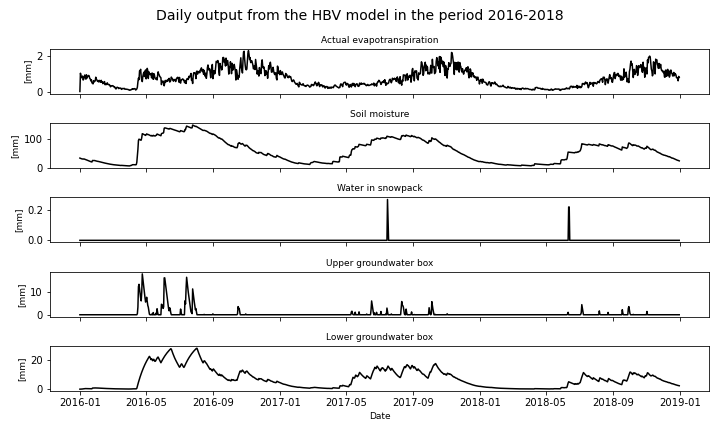 Daily output from the HBV model in the period 2016-2018
Actual evapotranspiration
2
0
[mm]
Soil moisture
100
0
[mm]
Water in snowpack
0.2
0.0
[mm]
Upper groundwater box
10
0
[mm]
Lower groundwater box
20
0
[mm]
2016-01 2016-05 2016-09 2017-01 2017-05 2017-09 2018-01 2018-05 2018-09 2019-01
Date